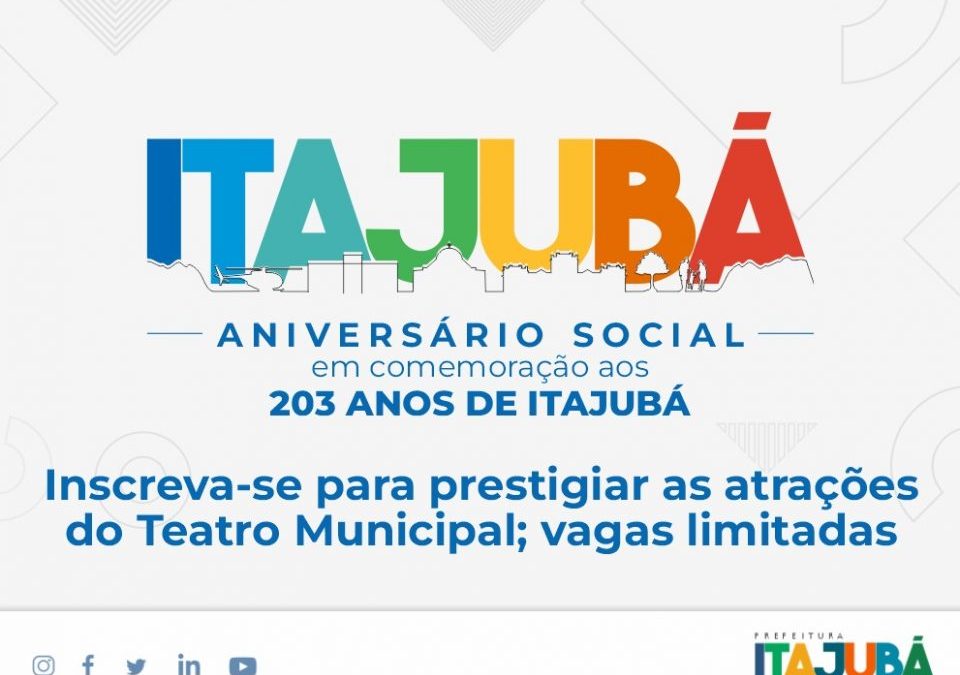 ITAJUBÁ
ANIVERSÁRIO SOCIAL
em comemoração aos
203 ANOS DE ITAJUBÁ
Inscreva-se para prestigiar as atrações
do Teatro Municipal; vagas limitadas
PREFEITURA
ITAJUBÁ